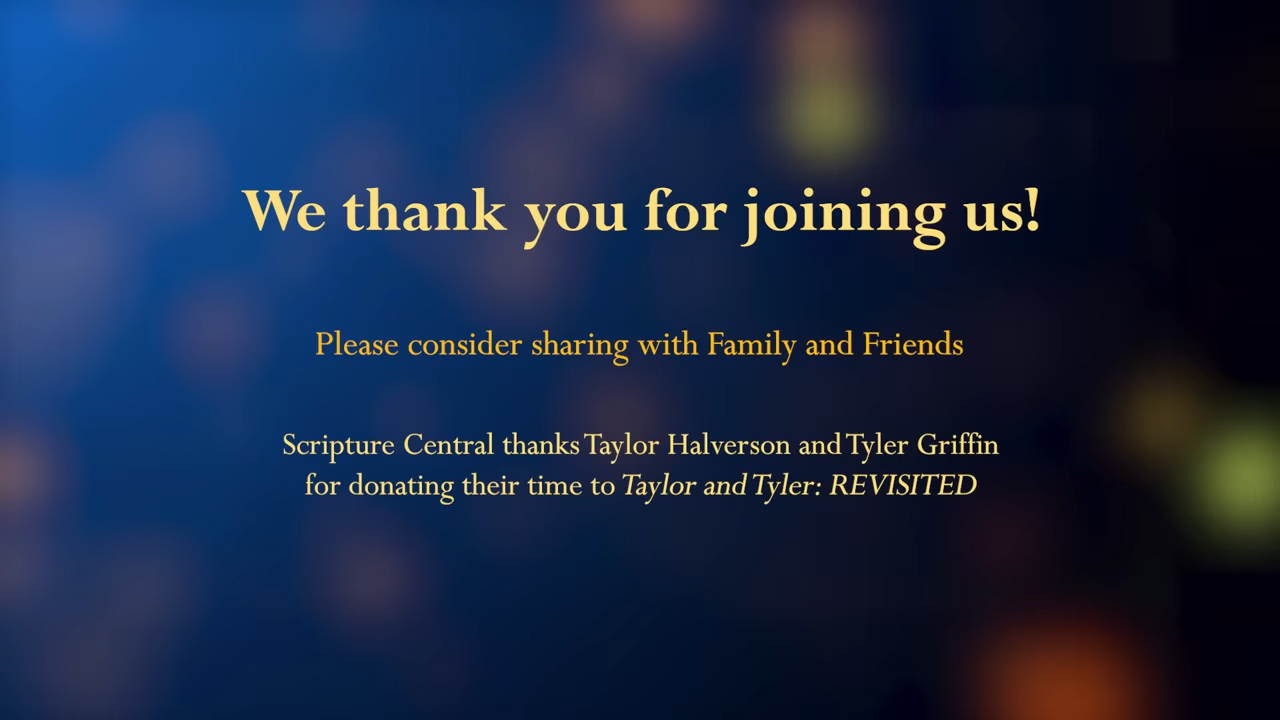 We thank you for joining us!
Please consider sharing with Family and Friends
Scripture Central thanks Taylor Halverson and Tyler Griffin
for donating their time to Taylor and Tyler: REVISITED